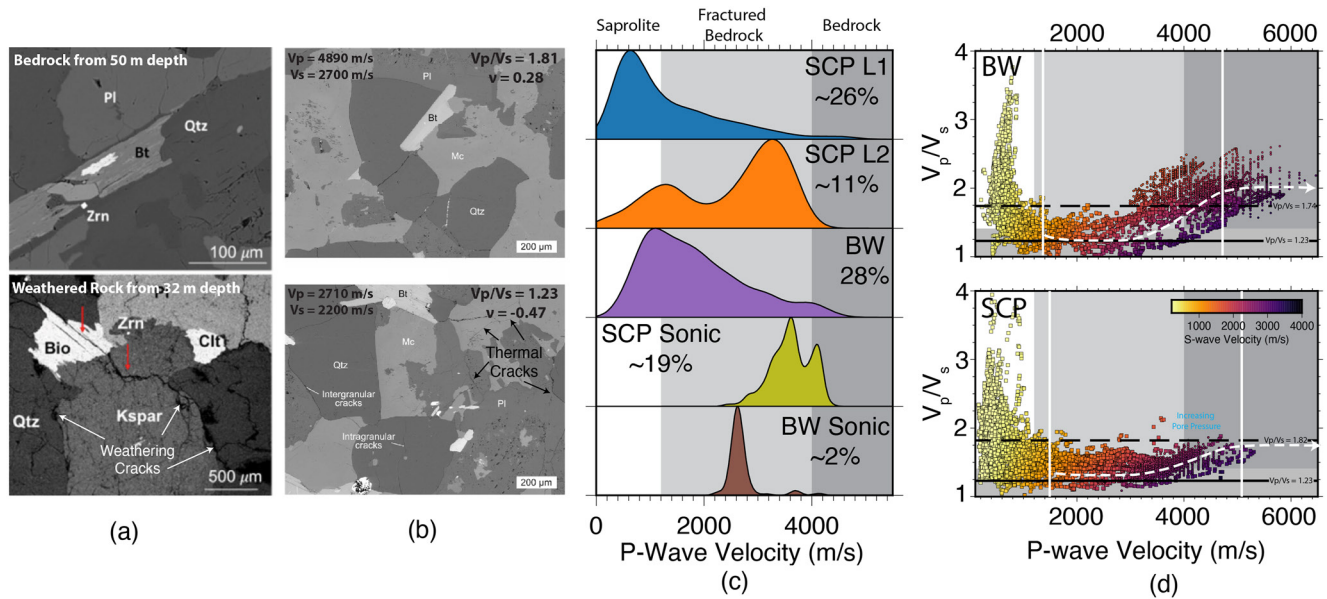 Bedrock from 50 m depth
Pl
Qtz
Bt
Zrn
100 μm
Weathered Rock from 32 m depth
Zrn
Bio
Clt
Kspar
Qtz
Weathering
Cracks
500 μm
(a)
Vp = 4890 m/s
Vs = 2700 m/s
Vp/Vs = 1.81
ν = 0.28
Pl
Bt
Mc
Qtz
200 μm
Vp = 2710 m/s
Vs = 2200 m/s
Bt
Vp/Vs = 1.23
ν = -0.47
Mc
Thermal
Cracks
Qtz
Pl
Intergranular
cracks
Intragranular
cracks
200 μm
(b)
Saprolite
Fractured
Bedrock
Bedrock
SCP L1
~26%
SCP L2
~11%
BW
28%
SCP Sonic
~19%
BW Sonic
~2%
0 2000 4000
P-Wave Velocity (m/s)
(c)
2000 4000 6000
BW
4
3
2
1
Vp/Vs
Vp/Vs = 1.74
Vp/Vs = 1.23
SCP
4
3
2
1
Vp/Vs
1000 2000 3000 4000
S-wave Velocity (m/s)
Increasing
Pore Pressure
Vp/Vs = 1.82
Vp/Vs = 1.23
2000 4000 6000
P-wave Velocity (m/s)
(d)